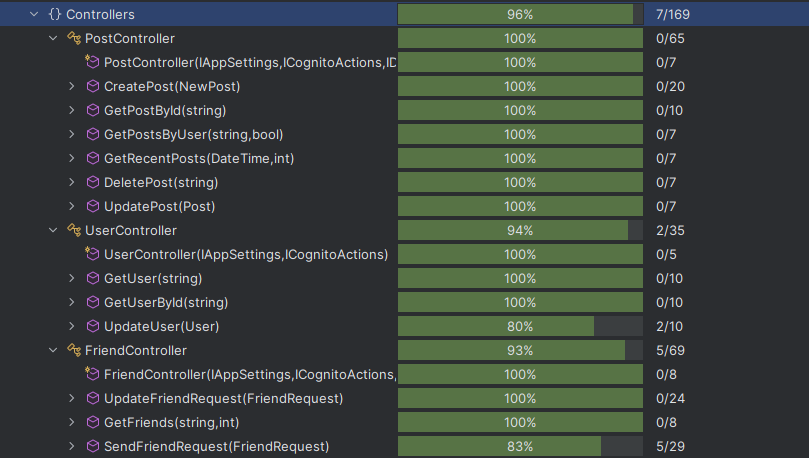 {} Controllers 96% 7/169
PostController 100% 0/65
PostController(IAppSettings,ICognitoActions,ID 100% 0/7
CreatePost(NewPost) 100% 0/20
GetPostById(string) 100% 0/10
GetPostsByUser(string,bool) 100% 0/7
GetRecentPosts(DateTime,int) 100% 0/7
DeletePost(string) 100% 0/7
UpdatePost(Post) 100% 0/7
UserController 94% 2/35
UserController(IAppSettings,ICognitoActions) 100% 0/5
GetUser(string) 100% 0/10
GetUserById(string) 100% 0/10
UpdateUser(User) 80% 2/10
FriendController 93% 5/69
FriendController(IAppSettings,ICognitoActions, 100% 0/8
UpdateFriendRequest(FriendRequest) 100% 0/24
GetFriends(string,int) 100% 0/8
SendFriendRequest(FriendRequest) 83% 5/29